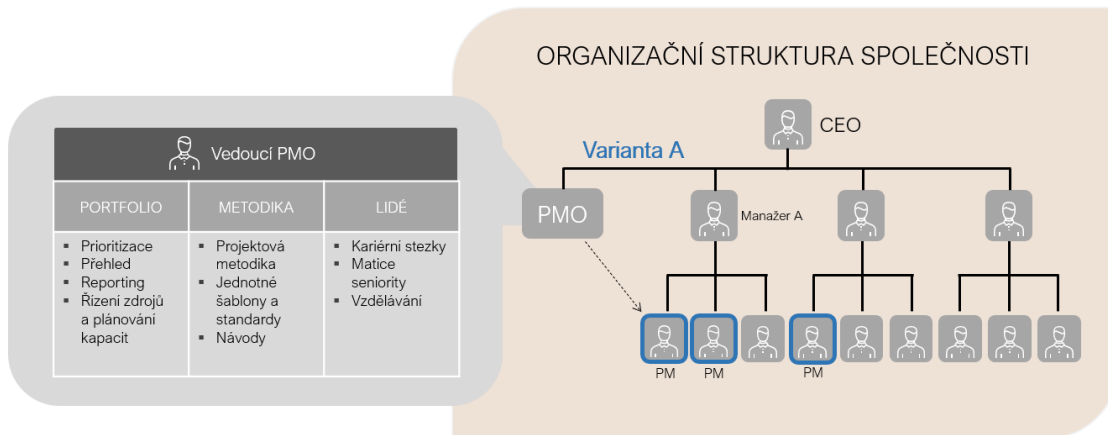 ORGANIZAČNÍ STRUKTURA SPOLEČNOSTI
CEO
Varianta A
PMO
Manažer A
PM
PM
PM
Vedoucí PMO
PORTFOLIO
METODIKA
LIDÉ
▪ Prioritizace
▪ Přehled
▪ Reporting
▪ Řízení zdrojů
a plánování
kapacit
▪ Projektová
metodika
▪ Jednotné
šablony a
standardy
▪ Návody
▪ Kariérní stezky
▪ Matice
seniority
▪ Vzdělávání